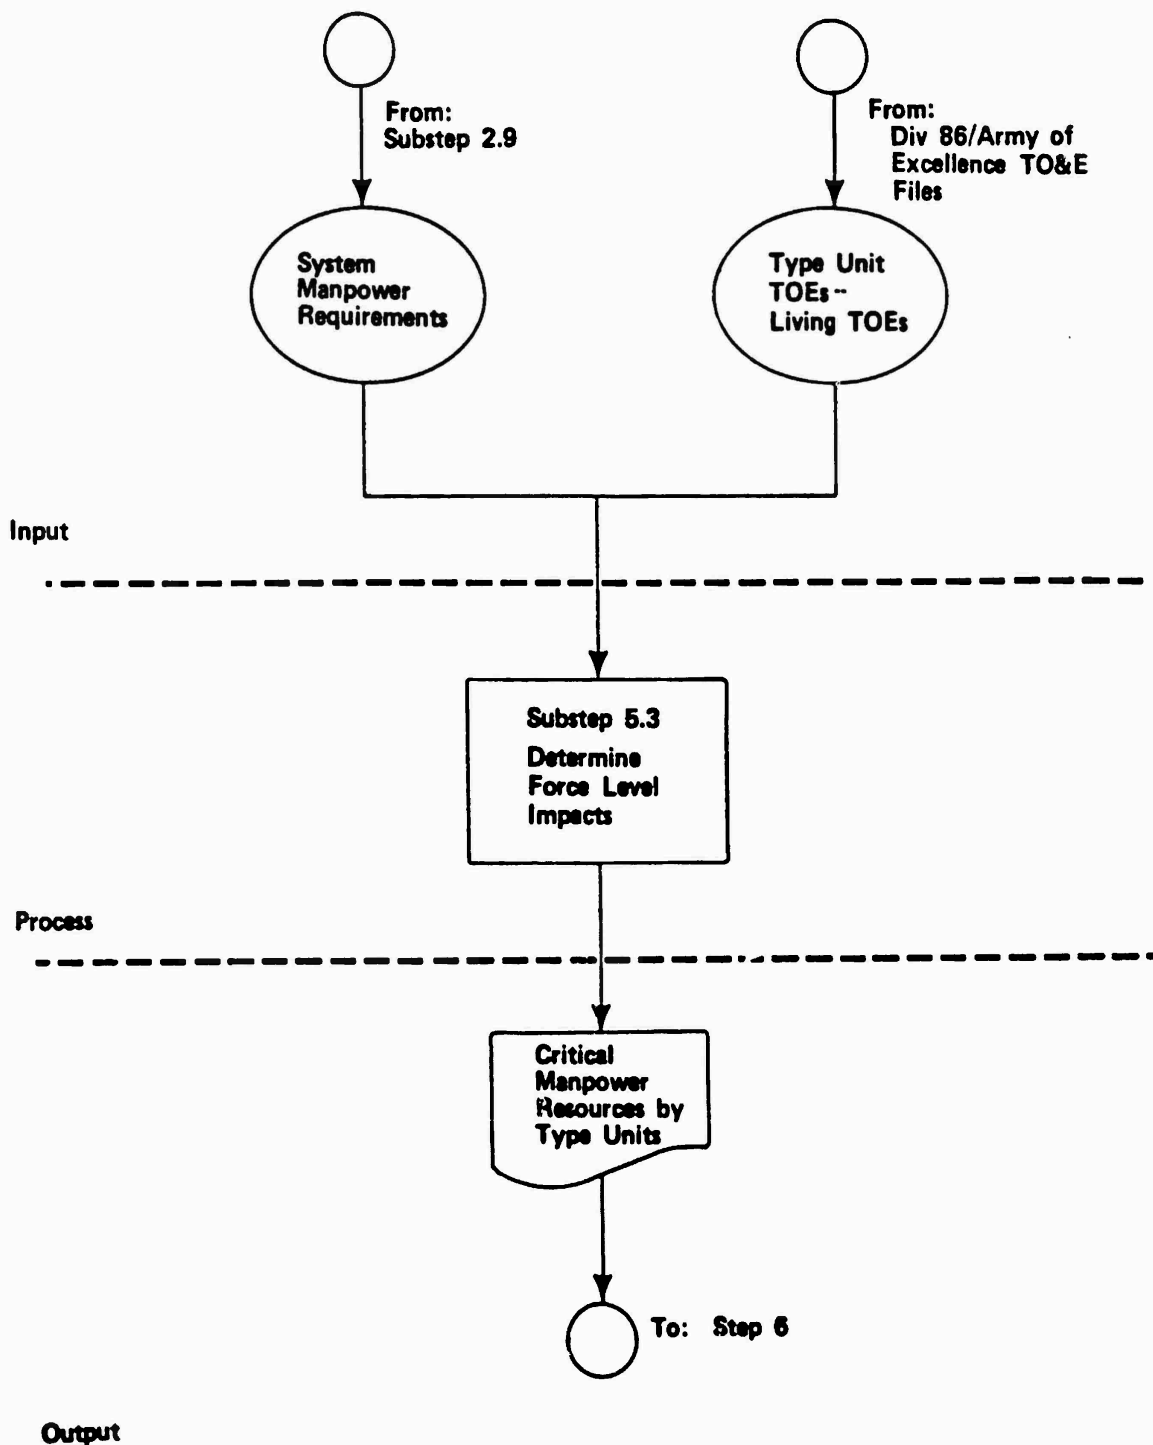 From:
Substep 2.9
From:
Div 86/Army of
Excellence TO&E
Files
System
Manpower
Requirements
Type Unit
TOEs--
Living TOEs
Input
Substep 5.3
Determine
Force Level
Impacts
Process
Critical
Manpower
Resources by
Type Units
To: Step 6
Output